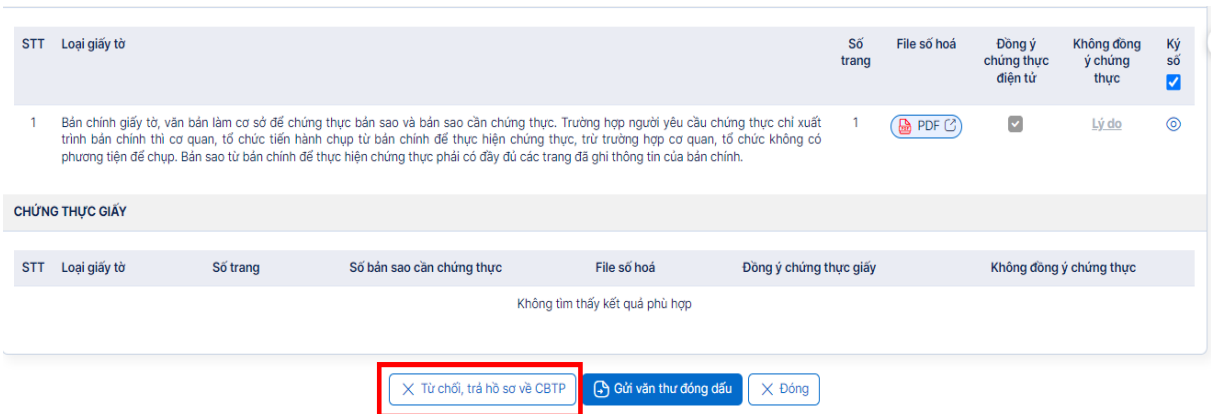 STT Loại giấy tờ Số trang File số hoá Đồng ý chứng thực điện tử Không đồng ý chứng thực Ký số
1 Bản chính giấy tờ, văn bản làm cơ sở để chứng thực bản sao và bản sao cần chứng thực. Trường hợp người yêu cầu chứng thực chỉ xuất 1 PDF Lý do
trình bản chính thì cơ quan, tổ chức tiến hành chụp từ bản chính để thực hiện chứng thực, trừ trường hợp cơ quan, tổ chức không có
phương tiện để chụp. Bản sao từ bản chính để thực hiện chứng thực phải có đầy đủ các trang đã ghi thông tin của bản chính.
CHỨNG THỰC GIẤY
STT Loại giấy tờ Số trang Số bản sao cần chứng thực File số hoá Đồng ý chứng thực giấy Không đồng ý chứng thực
Không tìm thấy kết quả phù hợp
Từ chối, trả hồ sơ về CBTP Gửi văn thư đóng dấu Đóng